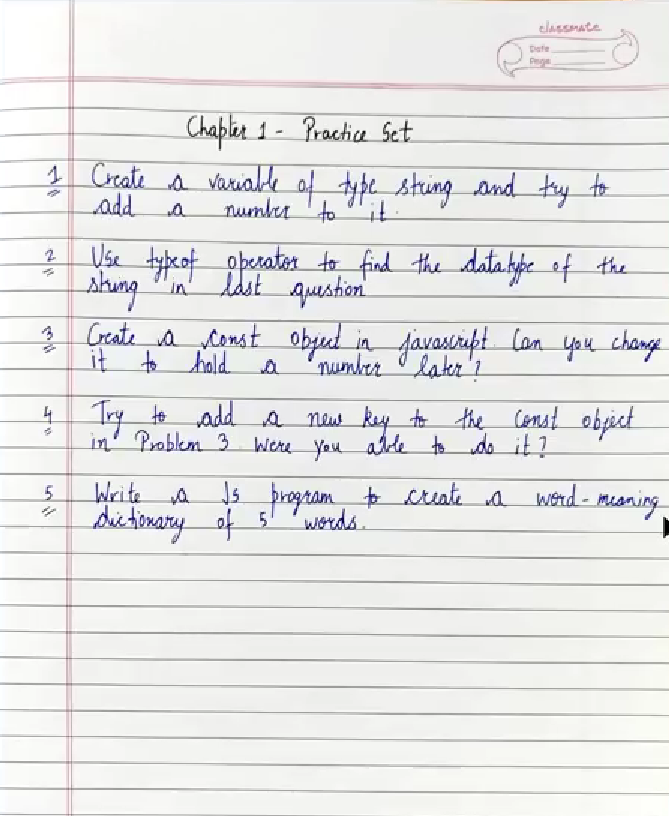 classmate
Date
Page
Chapter 1 - Practice Set
1 Create a variable of type string and try to
add a number to it.
2 Use typeof operator to find the datatype of the
string in last question
3 Create a const object in javascript. Can you change
it to hold a number later?
4 Try to add a new key to the const object
in Problem 3. Were you able to do it?
5 Write a JS program to create a word-meaning
dictionary of 5 words.